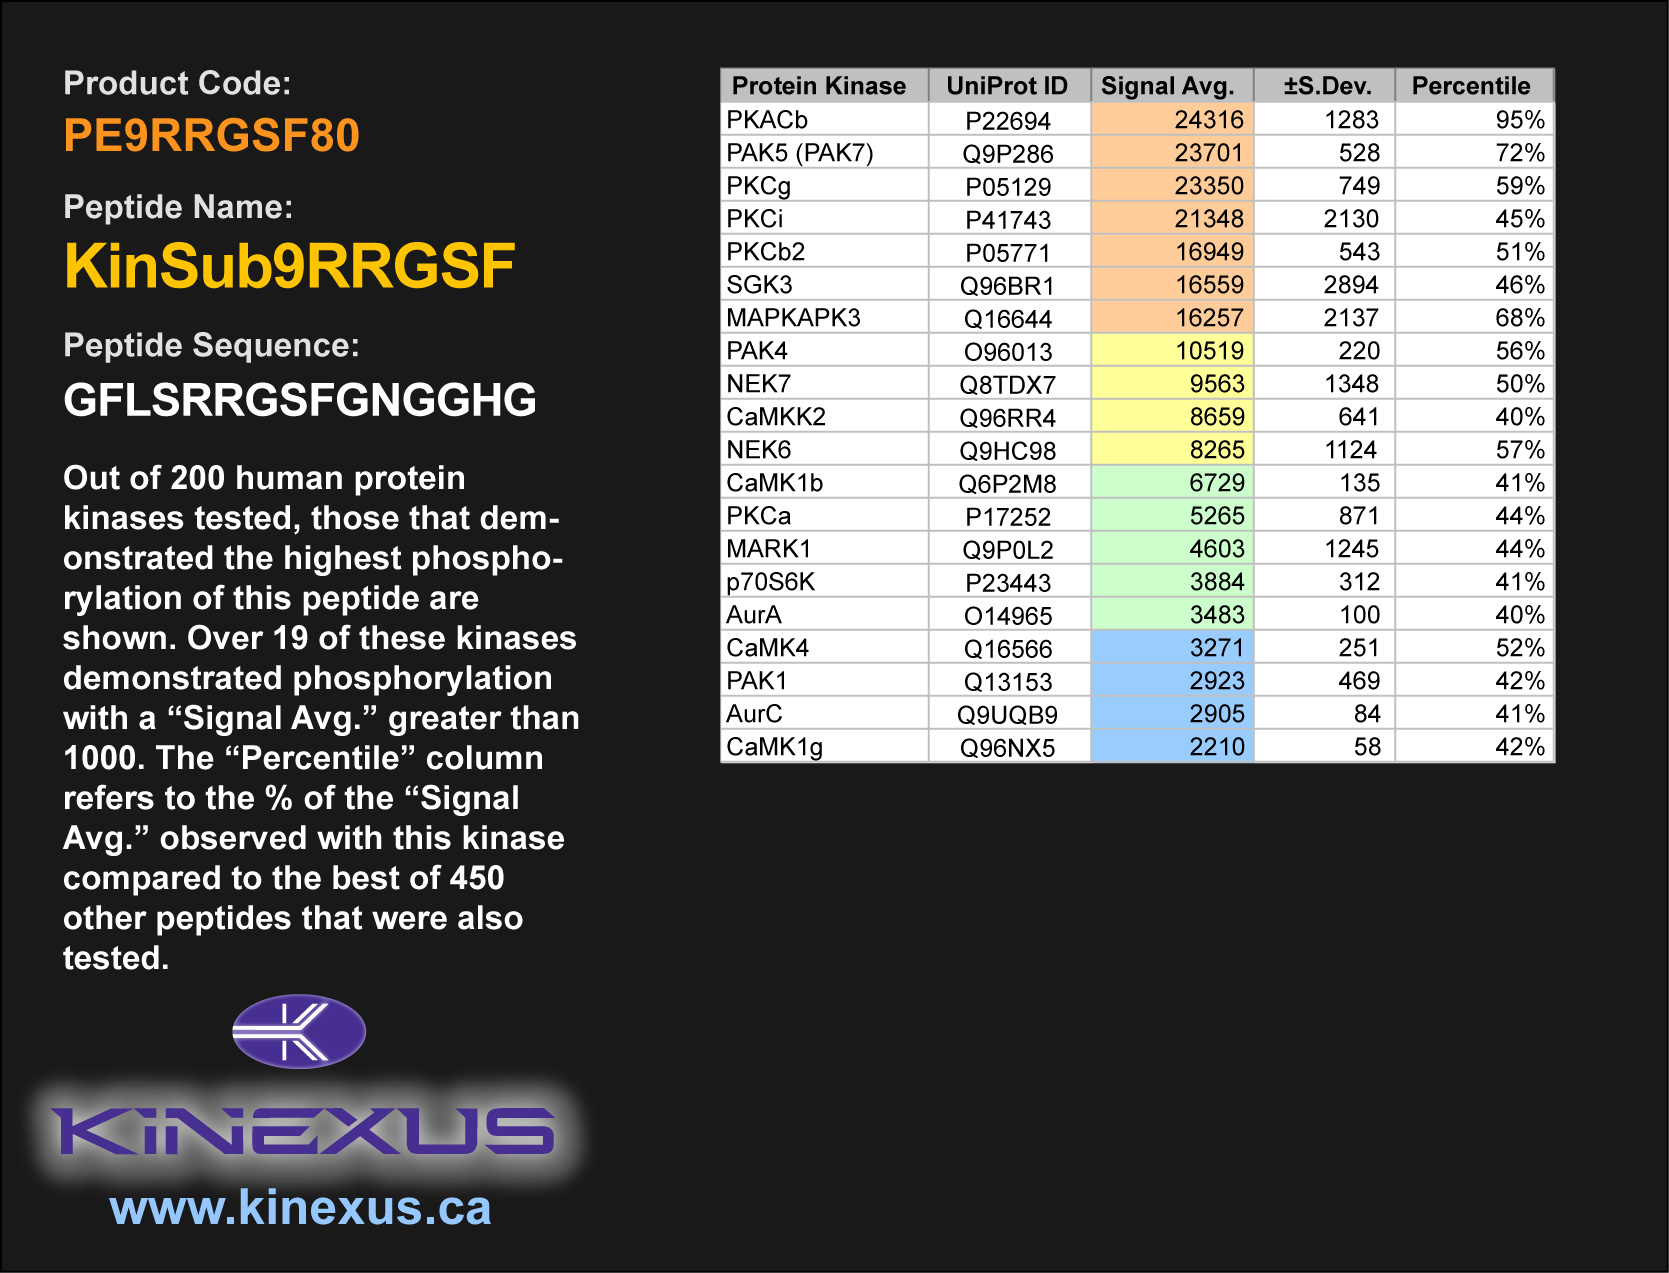 Product Code:
PE9RRGSF80
Peptide Name:
KinSub9RRGSF
Peptide Sequence:
GFLSRRGSFGNGGHG
Out of 200 human protein
kinases tested, those that dem-
onstrated the highest phospho-
rylation of this peptide are
shown. Over 19 of these kinases
demonstrated phosphorylation
with a “Signal Avg.” greater than
1000. The “Percentile” column
refers to the % of the “Signal
Avg.” observed with this kinase
compared to the best of 450
other peptides that were also
tested.
KiNEXUS
www.kinexus.ca
Protein Kinase UniProt ID Signal Avg. ±S.Dev. Percentile
PKACb P22694 24316 1283 95%
PAK5 (PAK7) Q9P286 23701 528 72%
PKCg P05129 23350 749 59%
PKCi P41743 21348 2130 45%
PKCb2 P05771 16949 543 51%
SGK3 Q96BR1 16559 2894 46%
MAPKAPK3 Q16644 16257 2137 68%
PAK4 O96013 10519 220 56%
NEK7 Q8TDX7 9563 1348 50%
CaMKK2 Q96RR4 8659 641 40%
NEK6 Q9HC98 8265 1124 57%
CaMK1b Q6P2M8 6729 135 41%
PKCa P17252 5265 871 44%
MARK1 Q9P0L2 4603 1245 44%
p70S6K P23443 3884 312 41%
AurA O14965 3483 100 40%
CaMK4 Q16566 3271 251 52%
PAK1 Q13153 2923 469 42%
AurC Q9UQB9 2905 84 41%
CaMK1g Q96NX5 2210 58 42%